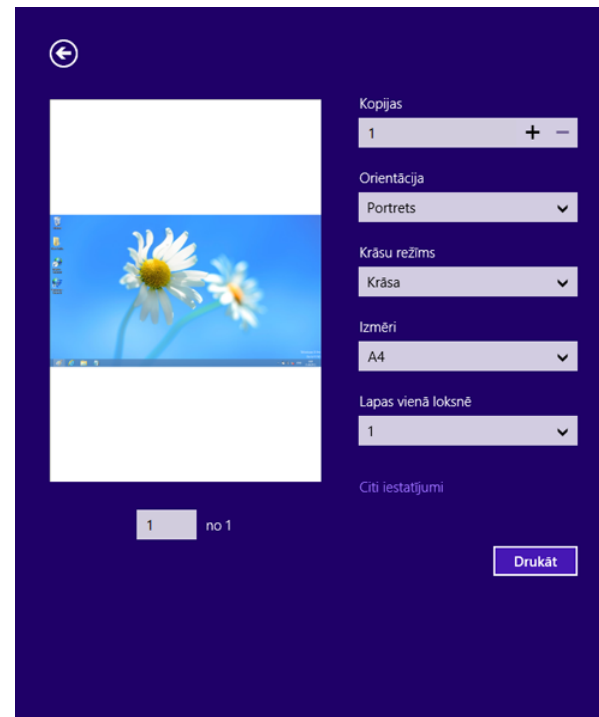 Kopijas
1
Orientācija
Portrets
Krāsu režīms
Krāsa
Izmēri
A4
Lapas vienā loksnē
1
Citi iestatījumi
1 no 1
Drukāt